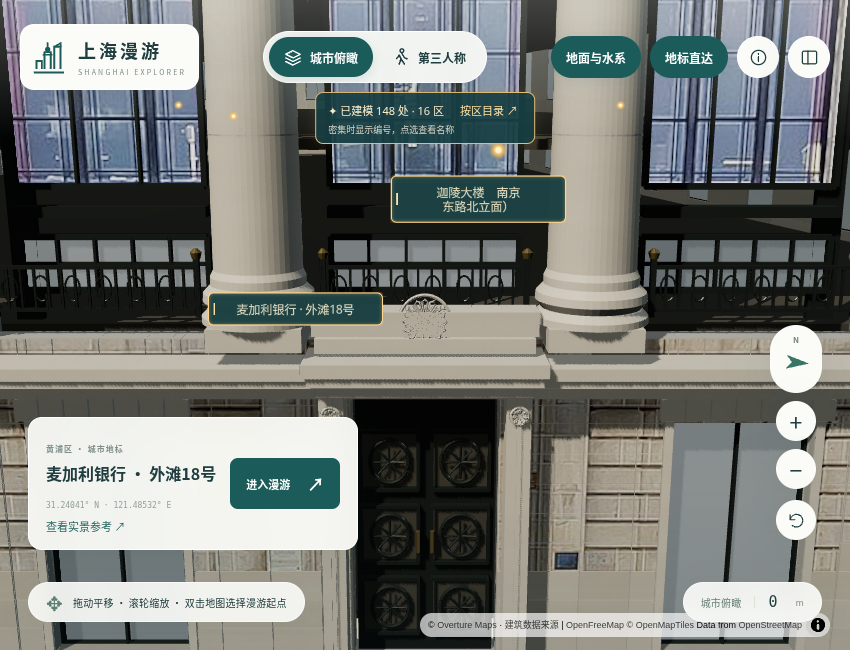 上海漫游
SHANGHAI EXPLORER
城市俯瞰
第三人称
地面与水系
地标直达
✦ 已建模 148 处 · 16 区 按区目录 ↗
密集时显示编号，点选查看名称
迦陵大楼 南京
东路北立面）
麦加利银行 · 外滩18号
N
黄浦区 · 城市地标
麦加利银行 · 外滩18号
进入漫游 ↗
31.24041° N · 121.48532° E
查看实景参考 ↗
拖动平移 · 滚轮缩放 · 双击地图选择漫游起点
城市俯瞰 0 m
© Overture Maps · 建筑数据来源 | OpenFreeMap © OpenMapTiles Data from OpenStreetMap